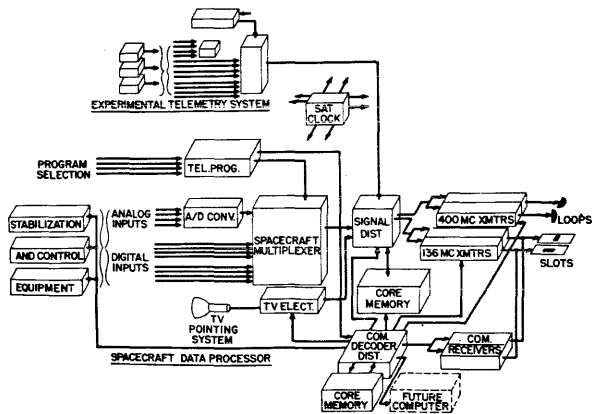 EXPERIMENTAL TELEMETRY SYSTEM
SAT
CLOCK
PROGRAM
SELECTION
TEL. PROG.
STABILIZATION
AND CONTROL
EQUIPMENT
ANALOG
INPUTS
DIGITAL
INPUTS
A/D CONV.
SPACECRAFT
MULTIPLEXER
SIGNAL
DIST
400 MC XMTRS
136 MC XMTRS
LOOPS
SLOTS
TV ELECT.
TV
POINTING
SYSTEM
CORE
MEMORY
SPACECRAFT DATA PROCESSOR
COM.
DECODER
DIST.
COM.
RECEIVERS
CORE
MEMORY
FUTURE
COMPUTER